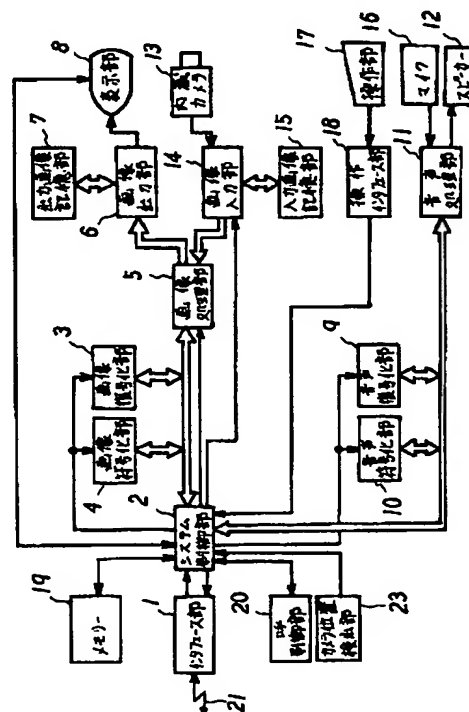 8
表示部
7
出力画像
記憶部
6
画像
出力部
13
内蔵
カメラ
14
画像
入力部
15
入力画像
記憶部
5
画像
処理部
17
操作部
18
操作
インタフェース部
16
マイク
12
スピーカー
11
音声
処理部
3
画像
復号化部
4
画像
符号化部
9
音声
復号化部
10
音声
符号化部
2
システム
制御部
19
メモリー
1
インタフェース部
21
20
呼
制御部
カメラ位置
検出部
23